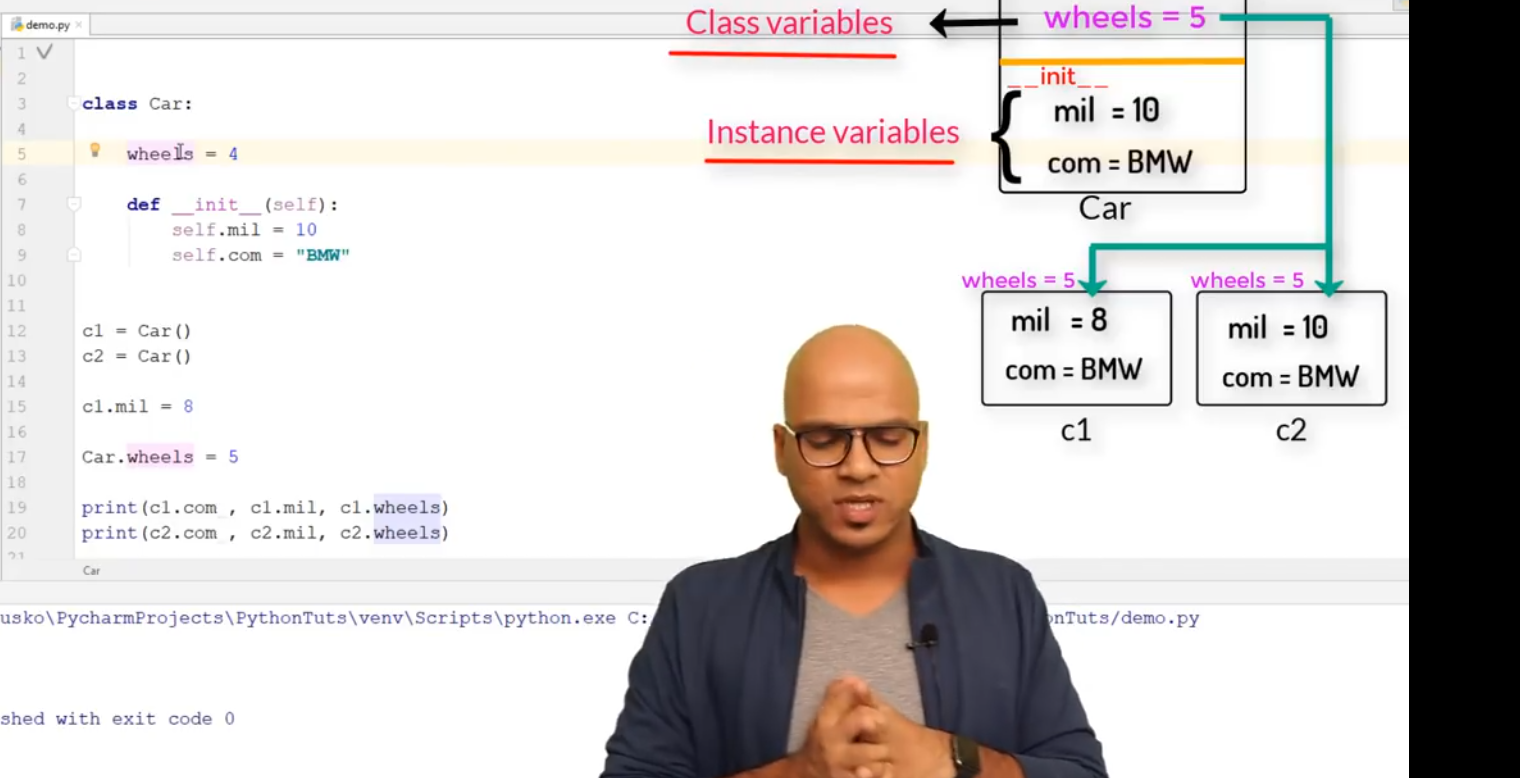 demo.py
1
2
3 class Car:
4
5 wheels = 4
6
7 def __init__(self):
8 self.mil = 10
9 self.com = "BMW"
10
11
12 c1 = Car()
13 c2 = Car()
14
15 c1.mil = 8
16
17 Car.wheels = 5
18
19 print(c1.com , c1.mil, c1.wheels)
20 print(c2.com , c2.mil, c2.wheels)
21
Car
usko\PycharmProjects\PythonTuts\venv\Scripts\python.exe C: onTuts/demo.py
shed with exit code 0
Class variables
wheels = 5
__init__
Instance variables
mil = 10
com = BMW
Car
wheels = 5
mil = 8
com = BMW
c1
wheels = 5
mil = 10
com = BMW
c2